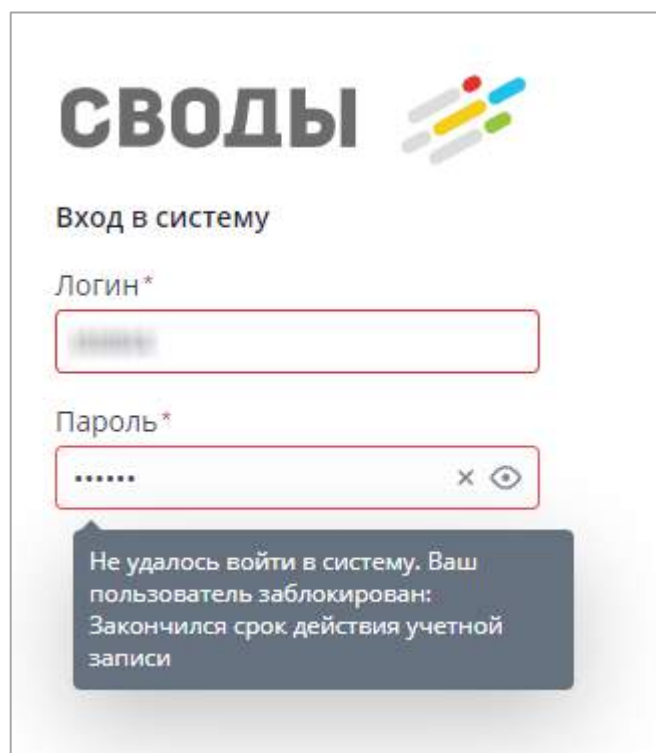 СВОДЫ
Вход в систему
Логин*
Пароль*
Не удалось войти в систему. Ваш
пользователь заблокирован:
Закончился срок действия учетной
записи